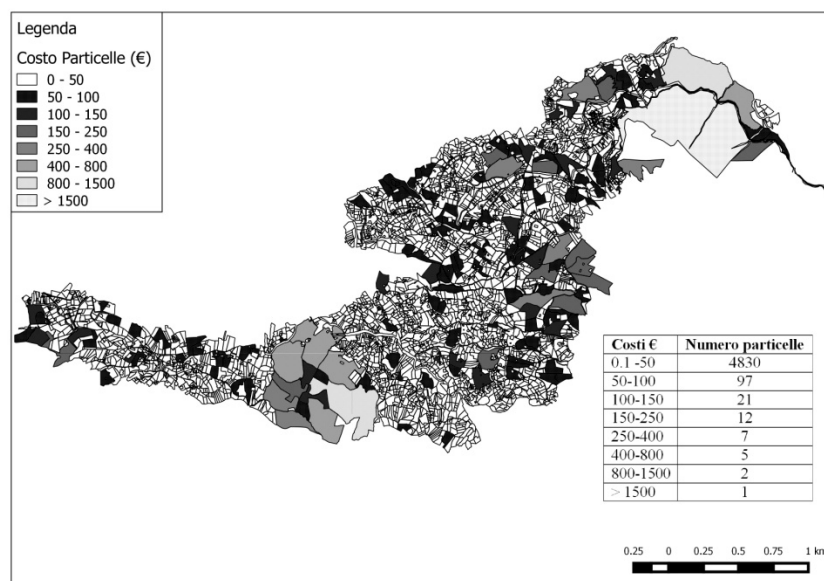 Legenda
Costo Particelle (€)
0 - 50
50 - 100
100 - 150
150 - 250
250 - 400
400 - 800
800 - 1500
> 1500
Costi € Numero particelle
0.1 -50 4830
50-100 97
100-150 21
150-250 12
250-400 7
400-800 5
800-1500 2
> 1500 1
0.25 0 0.25 0.5 0.75 1 km